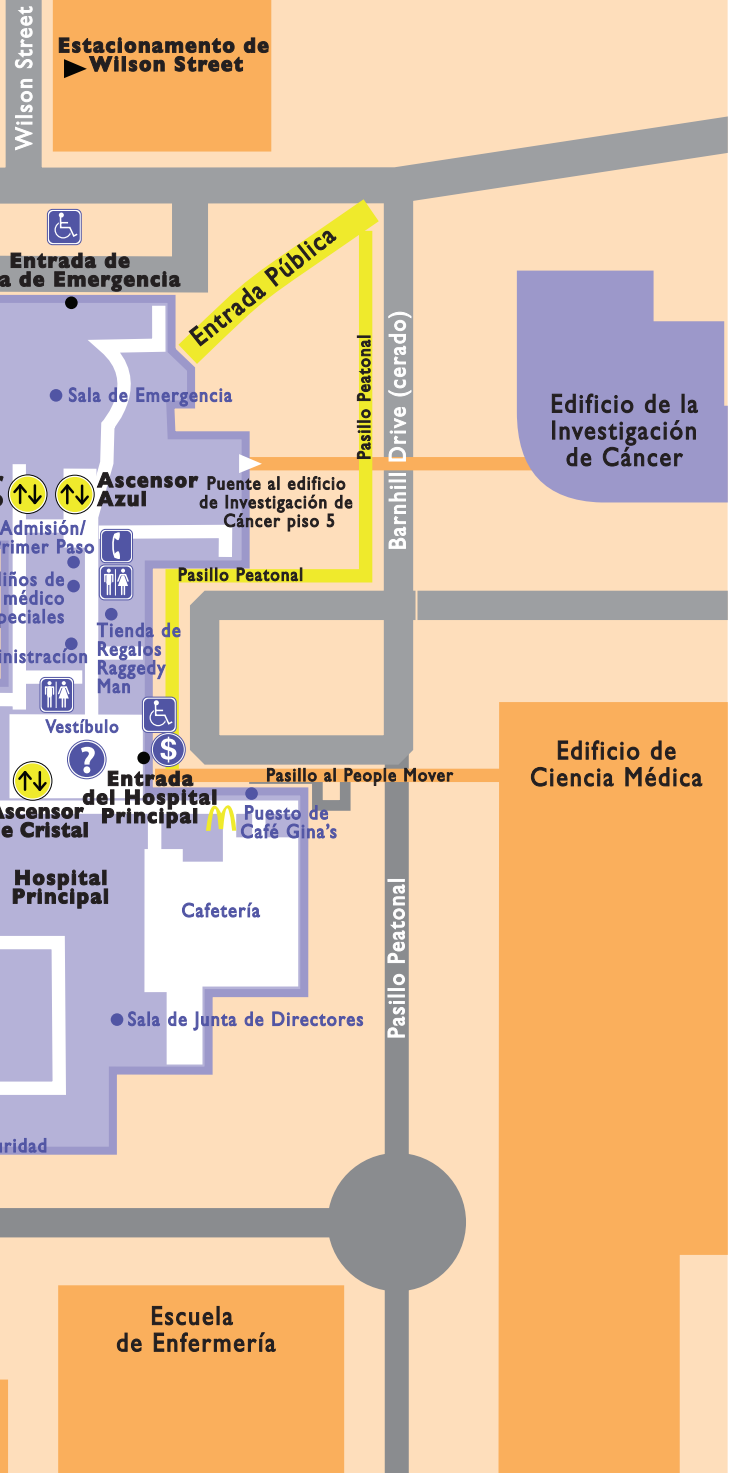 Wilson Street
Estacionamento de
Wilson Street
Entrada de
a de Emergencia
Entrada Pública
Pasillo Peatonal
Barnhill Drive (cerado)
Sala de Emergencia
Edificio de la
Investigación
de Cáncer
Ascensor
Azul
Puente al edificio
de Investigación de
Cáncer piso 5
Admisión/
rimer Paso
Pasillo Peatonal
iños de
médico
peciales
Tienda de
Regalos
Raggedy
Man
nistracíon
Vestíbulo
?
$
Entrada
del Hospital
Principal
Pasillo al People Mover
Edificio de
Ciencia Médica
Ascensor
e Cristal
Puesto de
Café Gina's
Hospital
Principal
Cafetería
Pasillo Peatonal
Sala de Junta de Directores
uridad
Escuela
de Enfermería